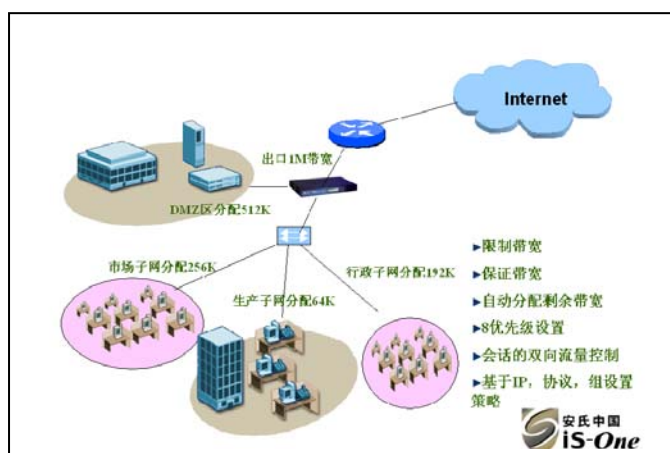 Internet
出口1M带宽
DMZ区分配512K
市场子网分配256K
生产子网分配64K
行政子网分配192K
►限制带宽
►保证带宽
►自动分配剩余带宽
►8优先级设置
►会话的双向流量控制
►基于IP，协议，组设置
策略
安氏中国
iS-One